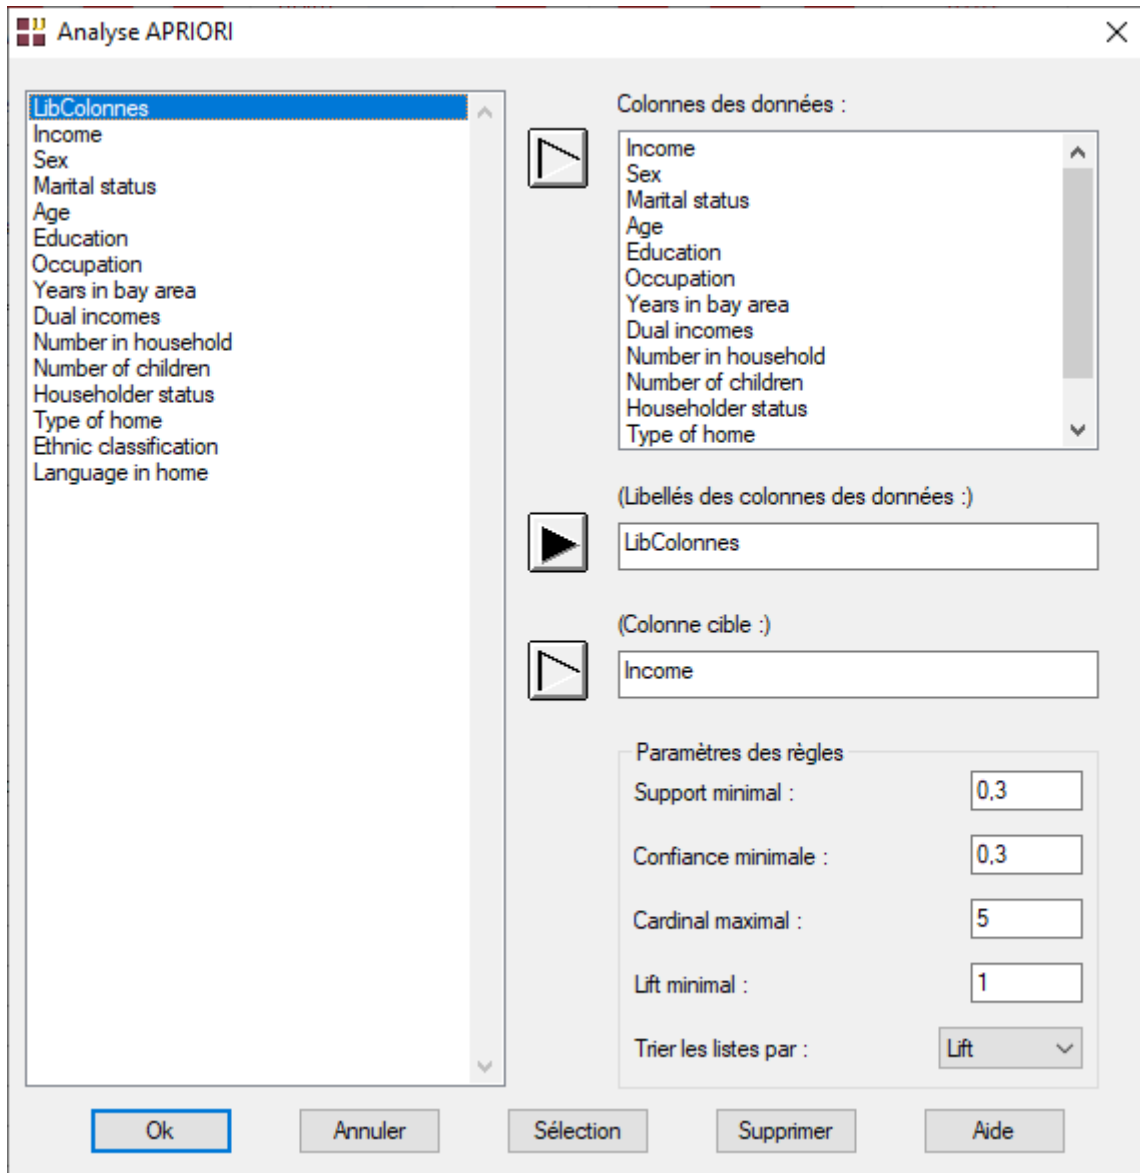 Analyse APRIORI
LibColonnes
Income
Sex
Marital status
Age
Education
Occupation
Years in bay area
Dual incomes
Number in household
Number of children
Householder status
Type of home
Ethnic classification
Language in home
Colonnes des données :
Income
Sex
Marital status
Age
Education
Occupation
Years in bay area
Dual incomes
Number in household
Number of children
Householder status
Type of home
(Libellés des colonnes des données :)
LibColonnes
(Colonne cible :)
Income
Paramètres des règles
Support minimal : 0,3
Confiance minimale : 0,3
Cardinal maximal : 5
Lift minimal : 1
Trier les listes par : Lift
Ok Annuler Sélection Supprimer Aide